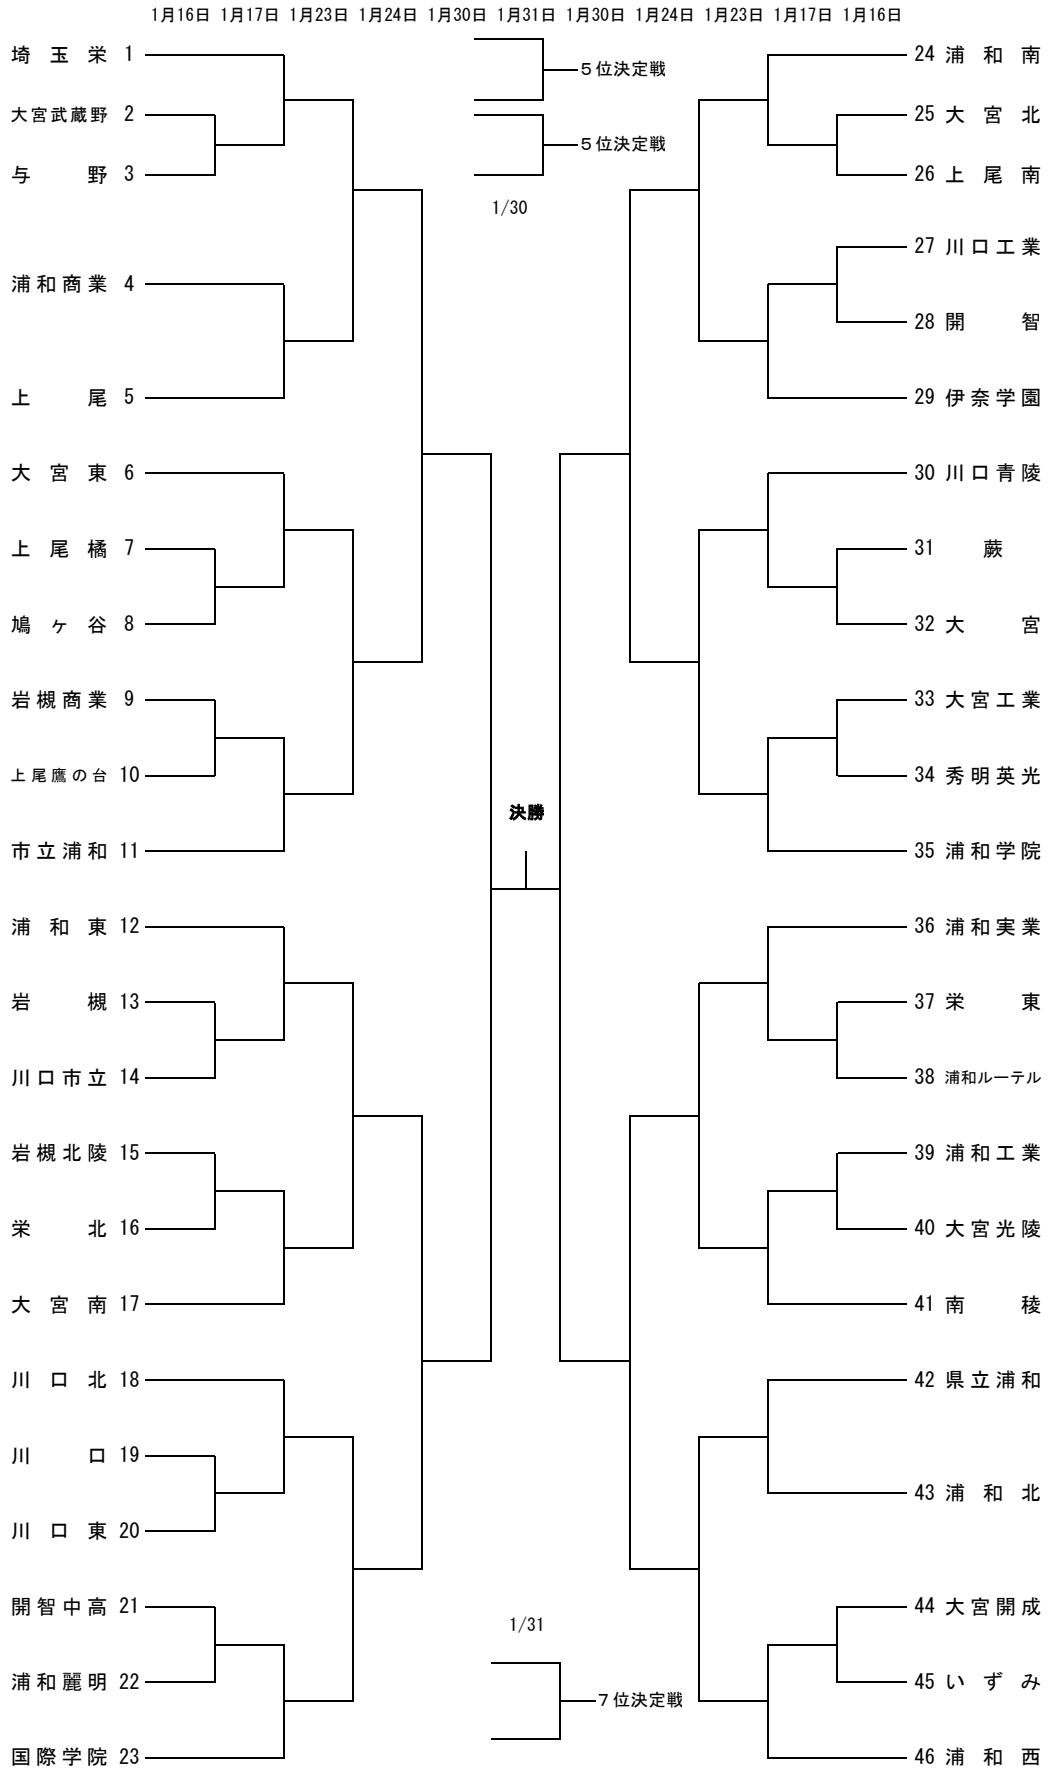 1月16日 1月17日 1月23日 1月24日 1月30日 1月31日 1月30日 1月24日 1月23日 1月17日 1月16日
埼玉栄 1
大宮武蔵野 2
与野 3
浦和商業 4
上尾 5
大宮東 6
上尾橘 7
鳩ヶ谷 8
岩槻商業 9
上尾鷹の台 10
市立浦和 11
浦和東 12
岩槻 13
川口市立 14
岩槻北陵 15
栄北 16
大宮南 17
川口北 18
川口 19
川口東 20
開智中高 21
浦和麗明 22
国際学院 23
5位決定戦
5位決定戦
1/30
決勝
1/31
7位決定戦
24 浦和南
25 大宮北
26 上尾南
27 川口工業
28 開智
29 伊奈学園
30 川口青陵
31 蕨
32 大宮
33 大宮工業
34 秀明英光
35 浦和学院
36 浦和実業
37 栄東
38 浦和ルーテル
39 浦和工業
40 大宮光陵
41 南稜
42 県立浦和
43 浦和北
44 大宮開成
45 いずみ
46 浦和西